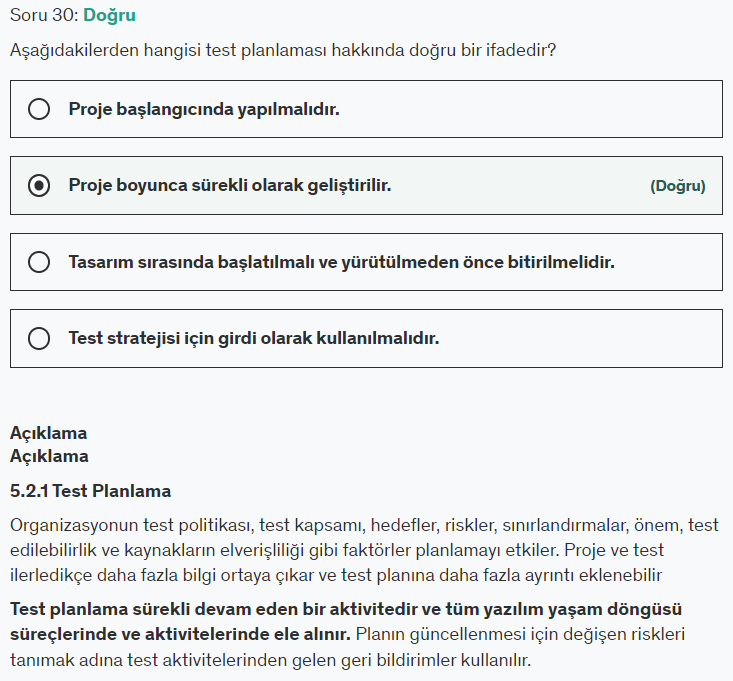 Soru 30: Doğru
Aşağıdakilerden hangisi test planlaması hakkında doğru bir ifadedir?
Proje başlangıcında yapılmalıdır.
Proje boyunca sürekli olarak geliştirilir. (Doğru)
Tasarım sırasında başlatılmalı ve yürütülmeden önce bitirilmelidir.
Test stratejisi için girdi olarak kullanılmalıdır.
Açıklama
Açıklama
5.2.1 Test Planlama
Organizasyonun test politikası, test kapsamı, hedefler, riskler, sınırlandırmalar, önem, test
edilebilirlik ve kaynakların elverişliliği gibi faktörler planlamayı etkiler. Proje ve test
ilerledikçe daha fazla bilgi ortaya çıkar ve test planına daha fazla ayrıntı eklenebilir
Test planlama sürekli devam eden bir aktivitedir ve tüm yazılım yaşam döngüsü
süreçlerinde ve aktivitelerinde ele alınır. Planın güncellenmesi için değişen riskleri
tanımak adına test aktivitelerinden gelen geri bildirimler kullanılır.